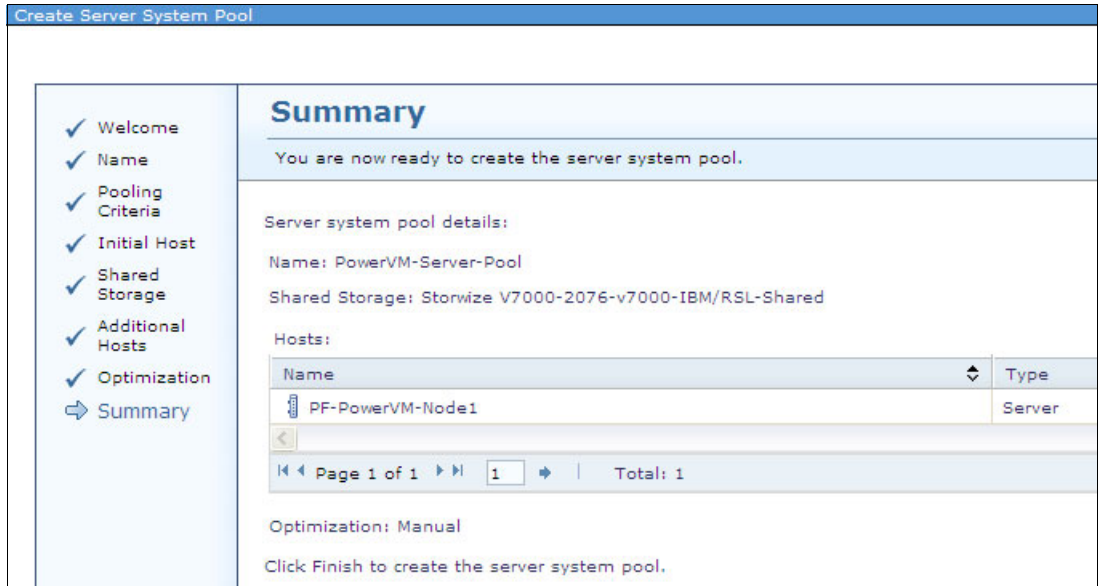 Create Server System Pool
Welcome
Name
Pooling
Criteria
Initial Host
Shared
Storage
Additional
Hosts
Optimization
Summary
Summary
You are now ready to create the server system pool.
Server system pool details:
Name: PowerVM-Server-Pool
Shared Storage: Storwize V7000-2076-v7000-IBM/RSL-Shared
Hosts:
Name Type
PF-PowerVM-Node1 Server
Page 1 of 1 1 Total: 1
Optimization: Manual
Click Finish to create the server system pool.